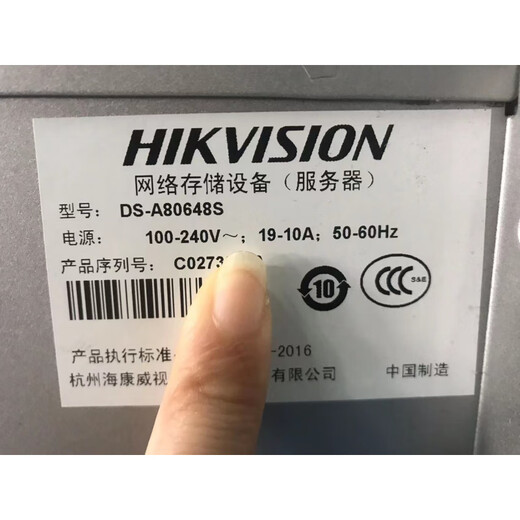 HIKVISION
网络存储设备（服务器）
型号： DS-A80648S
电源： 100-240V～；19-10A；50-60Hz
产品序列号： C0273
10
CCC S&E
产品执行标准 -2016
杭州海康威视 有限公司 中国制造